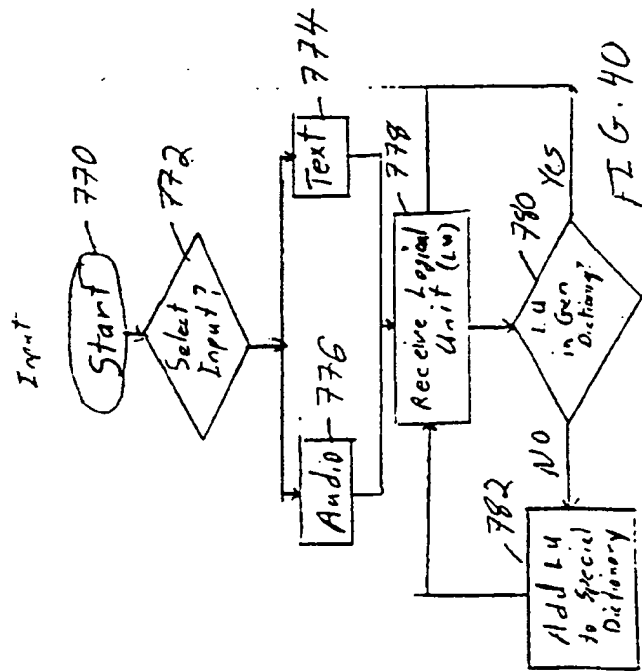 Input
Start
770
Select
Input?
772
Audio
776
Text
774
Receive Logical
Unit (LU)
778
LU
in Gen
Dictionary?
780
YES
NO
Add LU
to Special
Dictionary
782
FIG. 40